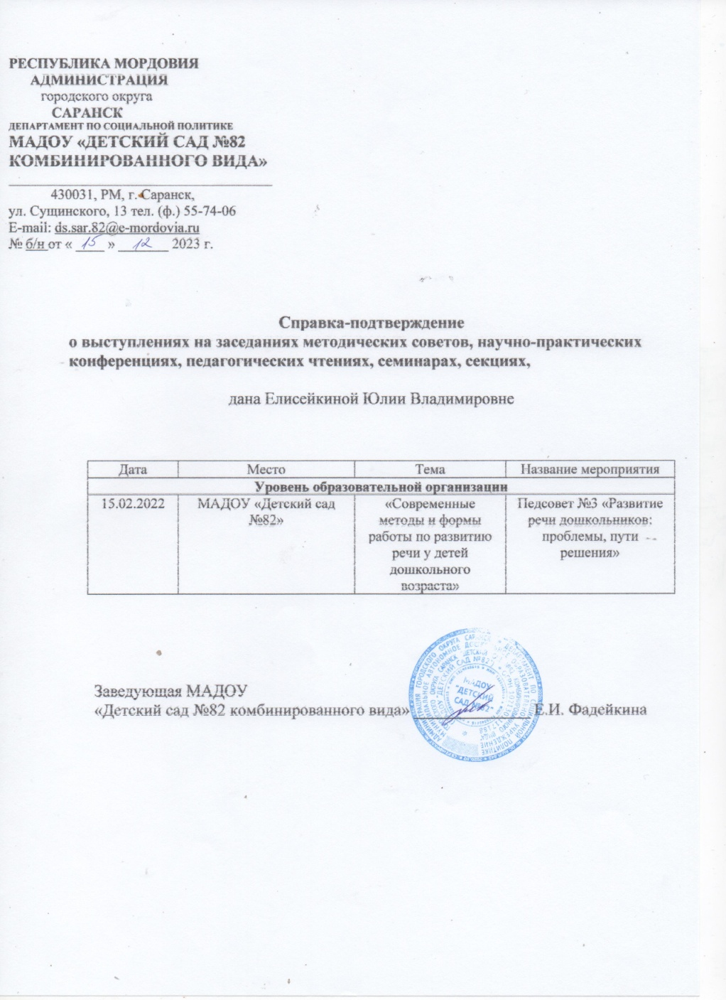 РЕСПУБЛИКА МОРДОВИЯ
АДМИНИСТРАЦИЯ
городского округа
САРАНСК
ДЕПАРТАМЕНТ ПО СОЦИАЛЬНОЙ ПОЛИТИКЕ
МАДОУ «ДЕТСКИЙ САД №82
КОМБИНИРОВАННОГО ВИДА»
430031, РМ, г. Саранск,
ул. Сущинского, 13 тел. (ф.) 55-74-06
E-mail: ds.sar.82@e-mordovia.ru
№ б/н от « 15 » 12 2023 г.
Справка-подтверждение
о выступлениях на заседаниях методических советов, научно-практических
конференциях, педагогических чтениях, семинарах, секциях,
дана Елисейкиной Юлии Владимировне
Дата Место Тема Название мероприятия
Уровень образовательной организации
15.02.2022 МАДОУ «Детский сад «Современные Педсовет №3 «Развитие
№82» методы и формы речи дошкольников:
работы по развитию проблемы, пути
речи у детей решения»
дошкольного
возраста»
МАДОУ
"ДЕТСКИЙ
САД №82"
Заведующая МАДОУ
«Детский сад №82 комбинированного вида» Е.И. Фадейкина